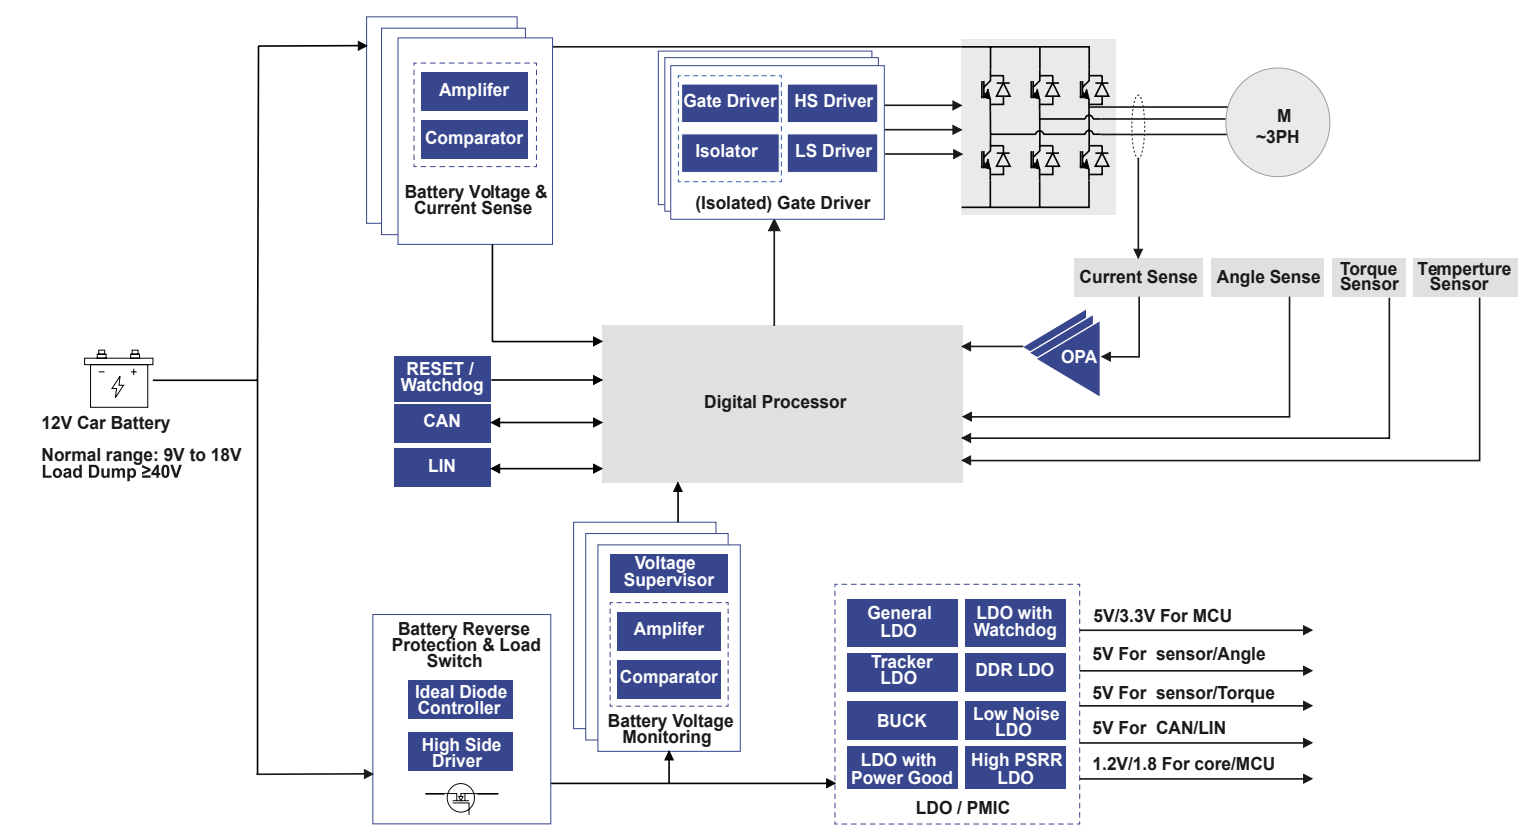 Amplifer
Comparator
Battery Voltage &
Current Sense
Gate Driver
HS Driver
Isolator
LS Driver
(Isolated) Gate Driver
M
~3PH
Current Sense
Angle Sense
Torque
Sensor
Temperture
Sensor
OPA
RESET /
Watchdog
CAN
LIN
Digital Processor
- +
12V Car Battery
Normal range: 9V to 18V
Load Dump ≥40V
Voltage
Supervisor
Amplifer
Comparator
Battery Voltage
Monitoring
Battery Reverse
Protection & Load
Switch
Ideal Diode
Controller
High Side
Driver
General
LDO
LDO with
Watchdog
Tracker
LDO
DDR LDO
BUCK
Low Noise
LDO
LDO with
Power Good
High PSRR
LDO
LDO / PMIC
5V/3.3V For MCU
5V For sensor/Angle
5V For sensor/Torque
5V For CAN/LIN
1.2V/1.8 For core/MCU